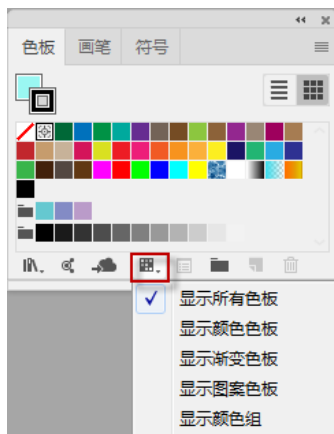 色板 画笔 符号
显示所有色板
显示颜色色板
显示渐变色板
显示图案色板
显示颜色组